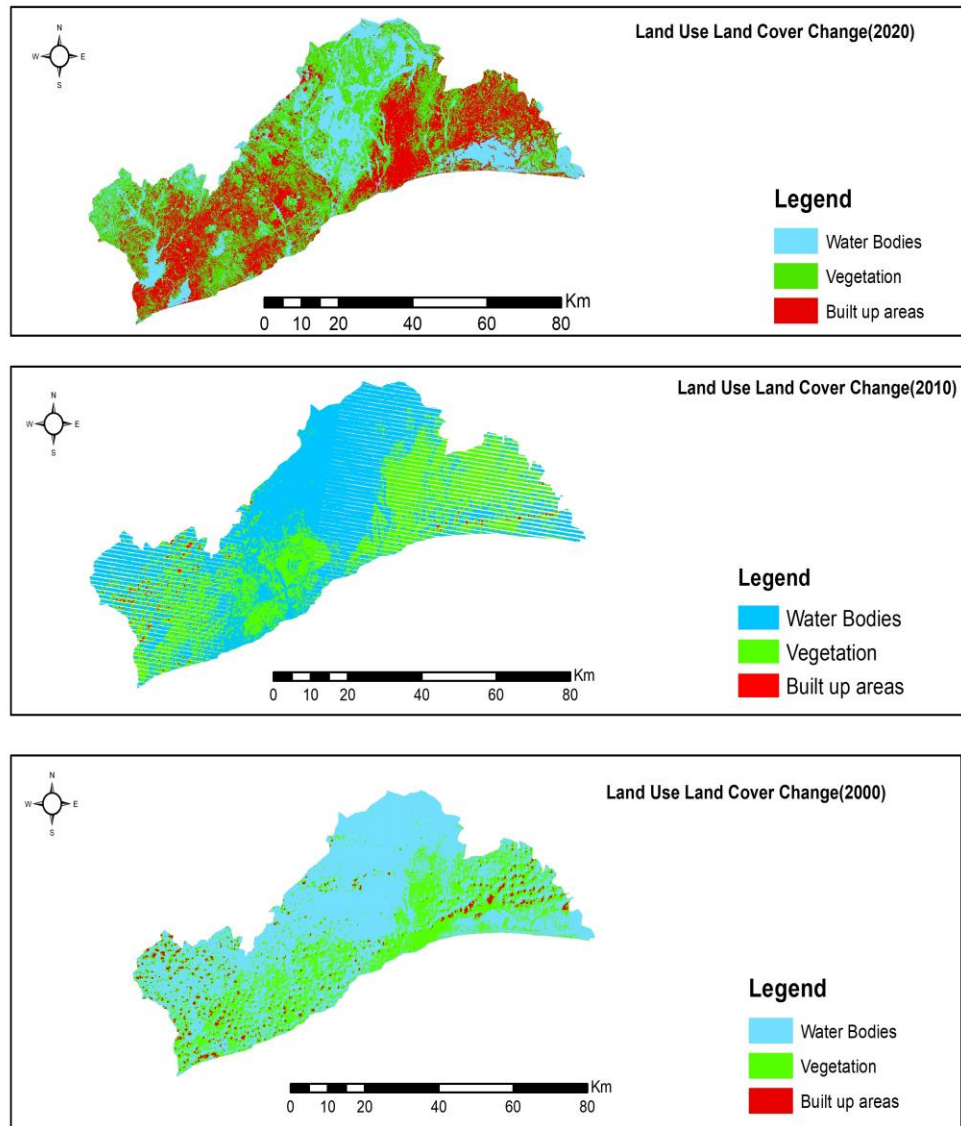 Land Use Land Cover Change(2020)
N
W E
S
Legend
Water Bodies
Vegetation
Built up areas
Km
0 10 20 40 60 80
Land Use Land Cover Change(2010)
N
W E
S
Legend
Water Bodies
Vegetation
Built up areas
Km
0 10 20 40 60 80
Land Use Land Cover Change(2000)
N
W E
S
Legend
Water Bodies
Vegetation
Built up areas
Km
0 10 20 40 60 80